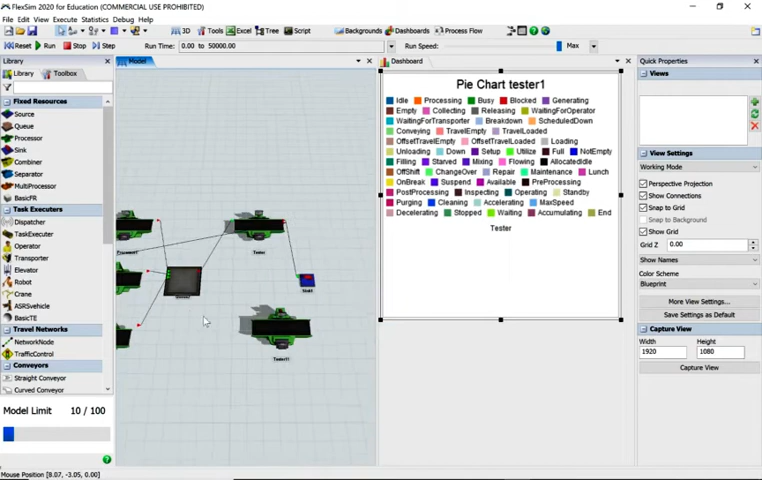 FlexSim 2020 for Education (COMMERCIAL USE PROHIBITED)
File Edit View Execute Statistics Debug Help
3D Tools Excel Tree Script Backgrounds Dashboards Process Flow
Reset Run Stop Step Run Time: 0.00 to 50000.00 Run Speed: Max
Library
Library Toolbox
Fixed Resources
Source
Queue
Processor
Sink
Combiner
Separator
MultiProcessor
BasicFR
Task Executers
Dispatcher
TaskExecuter
Operator
Transporter
Elevator
Robot
Crane
ASRSvehicle
BasicTE
Travel Networks
NetworkNode
TrafficControl
Conveyors
Straight Conveyor
Curved Conveyor
Model Limit 10 / 100
Mouse Position [8.07, -3.05, 0.00]
Model
Tester
Tester11
Dashboard
Pie Chart tester1
Idle Processing Busy Blocked Generating
Empty Collecting Releasing WaitingForOperator
WaitingForTransporter Breakdown ScheduledDown
Conveying TravelEmpty TravelLoaded
OffsetTravelEmpty OffsetTravelLoaded Loading
Unloading Down Setup Utilize Full NotEmpty
Filling Starved Mixing Flowing AllocatedIdle
OffShift ChangeOver Repair Maintenance Lunch
OnBreak Suspend Available PreProcessing
PostProcessing Inspecting Operating Standby
Purging Cleaning Accelerating MaxSpeed
Decelerating Stopped Waiting Accumulating End
Tester
Quick Properties
Views
View Settings
Working Mode
Perspective Projection
Show Connections
Snap to Grid
Snap to Background
Show Grid
Grid Z 0.00
Show Names
Color Scheme
Blueprint
More View Settings...
Save Settings as Default
Capture View
Width Height
1920 1080
Capture View